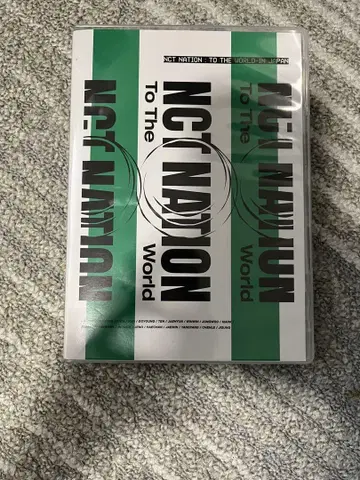 NCT NATION : TO THE WORLD-IN JAPAN
NCT NATION
To The
World
NCT NATION
To The
World
NCT NATION